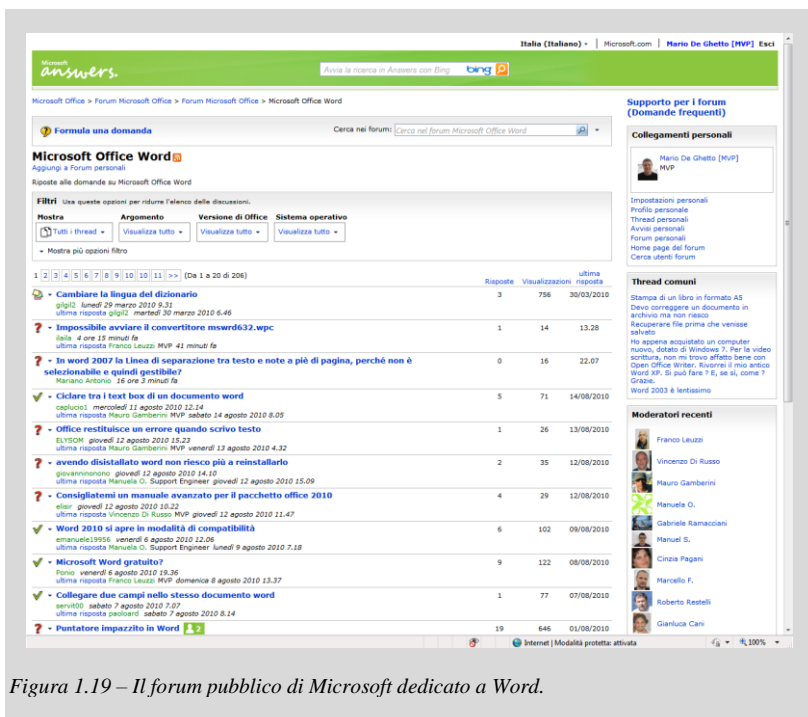 Italia (Italiano) | Microsoft.com | Mario De Ghetto [MVP] Esci
Microsoft
answers.
Avvia la ricerca in Answers con Bing bing
Microsoft Office > Forum Microsoft Office > Forum Microsoft Office > Microsoft Office Word
Formula una domanda
Cerca nei forum: Cerca nel forum Microsoft Office Word
Microsoft Office Word
Aggiungi a Forum personali
Riposte alle domande su Microsoft Office Word
Filtri Usa queste opzioni per ridurre l'elenco delle discussioni.
Mostra Argomento Versione di Office Sistema operativo
Tutti i thread Visualizza tutto Visualizza tutto Visualizza tutto
Mostra più opzioni filtro
1 2 3 4 5 6 7 8 9 10 10 11 >> (Da 1 a 20 di 206)
Risposte Visualizzazioni ultima risposta
Cambiare la lingua del dizionario 3 756 30/03/2010
gilgil2 lunedì 29 marzo 2010 9.31
ultima risposta gilgil2 martedì 30 marzo 2010 6.46
Impossibile avviare il convertitore mswrd632.wpc 1 14 13.28
ilaila 4 ore 15 minuti fa
ultima risposta Franco Leuzzi MVP 41 minuti fa
In word 2007 la Linea di separazione tra testo e note a piè di pagina, perché non è 0 16 22.07
selezionabile e quindi gestibile?
Mariano Antonio 16 ore 3 minuti fa
Ciclare tra i text box di un documento word 5 71 14/08/2010
caplucio1 mercoledì 11 agosto 2010 12.14
ultima risposta Mauro Gamberini MVP sabato 14 agosto 2010 8.05
Office restituisce un errore quando scrivo testo 1 26 13/08/2010
ELYSOM giovedì 12 agosto 2010 15.23
ultima risposta Mauro Gamberini MVP venerdì 13 agosto 2010 4.32
avendo disistallato word non riesco più a reinstallarlo 2 35 12/08/2010
giovanninonono giovedì 12 agosto 2010 14.10
ultima risposta Manuela O. Support Engineer giovedì 12 agosto 2010 15.09
Consigliatemi un manuale avanzato per il pacchetto office 2010 4 29 12/08/2010
elisir giovedì 12 agosto 2010 10.22
ultima risposta Vincenzo Di Russo MVP giovedì 12 agosto 2010 11.47
Word 2010 si apre in modalità di compatibilità 6 102 09/08/2010
emanuele19956 venerdì 6 agosto 2010 12.06
ultima risposta Manuela O. Support Engineer lunedì 9 agosto 2010 7.18
Microsoft Word gratuito? 9 122 08/08/2010
Ponio venerdì 6 agosto 2010 19.36
ultima risposta Franco Leuzzi MVP domenica 8 agosto 2010 13.37
Collegare due campi nello stesso documento word 1 77 07/08/2010
servit00 sabato 7 agosto 2010 7.07
ultima risposta paoloard sabato 7 agosto 2010 8.14
Puntatore impazzito in Word 2 19 646 01/08/2010
Supporto per i forum
(Domande frequenti)
Collegamenti personali
Mario De Ghetto [MVP]
MVP
Impostazioni personali
Profilo personale
Thread personali
Avvisi personali
Forum personali
Home page del forum
Cerca utenti forum
Thread comuni
Stampa di un libro in formato A5
Devo correggere un documento in
archivio ma non riesco
Recuperare file prima che venisse
salvato
Ho appena acquistato un computer
nuovo, dotato di Windows 7. Per la video
scrittura, non mi trovo affatto bene con
Open Office Writer. Rivorrei il mio antico
Word XP. Si può fare ? E, se sì, come ?
Grazie.
Word 2003 è lentissimo
Moderatori recenti
Franco Leuzzi
Vincenzo Di Russo
Mauro Gamberini
Manuela O.
Gabriele Ramacciani
Manuel S.
Cinzia Pagani
Marcello F.
Roberto Restelli
Gianluca Cani
Internet | Modalità protetta: attivata 100%
Figura 1.19 – Il forum pubblico di Microsoft dedicato a Word.